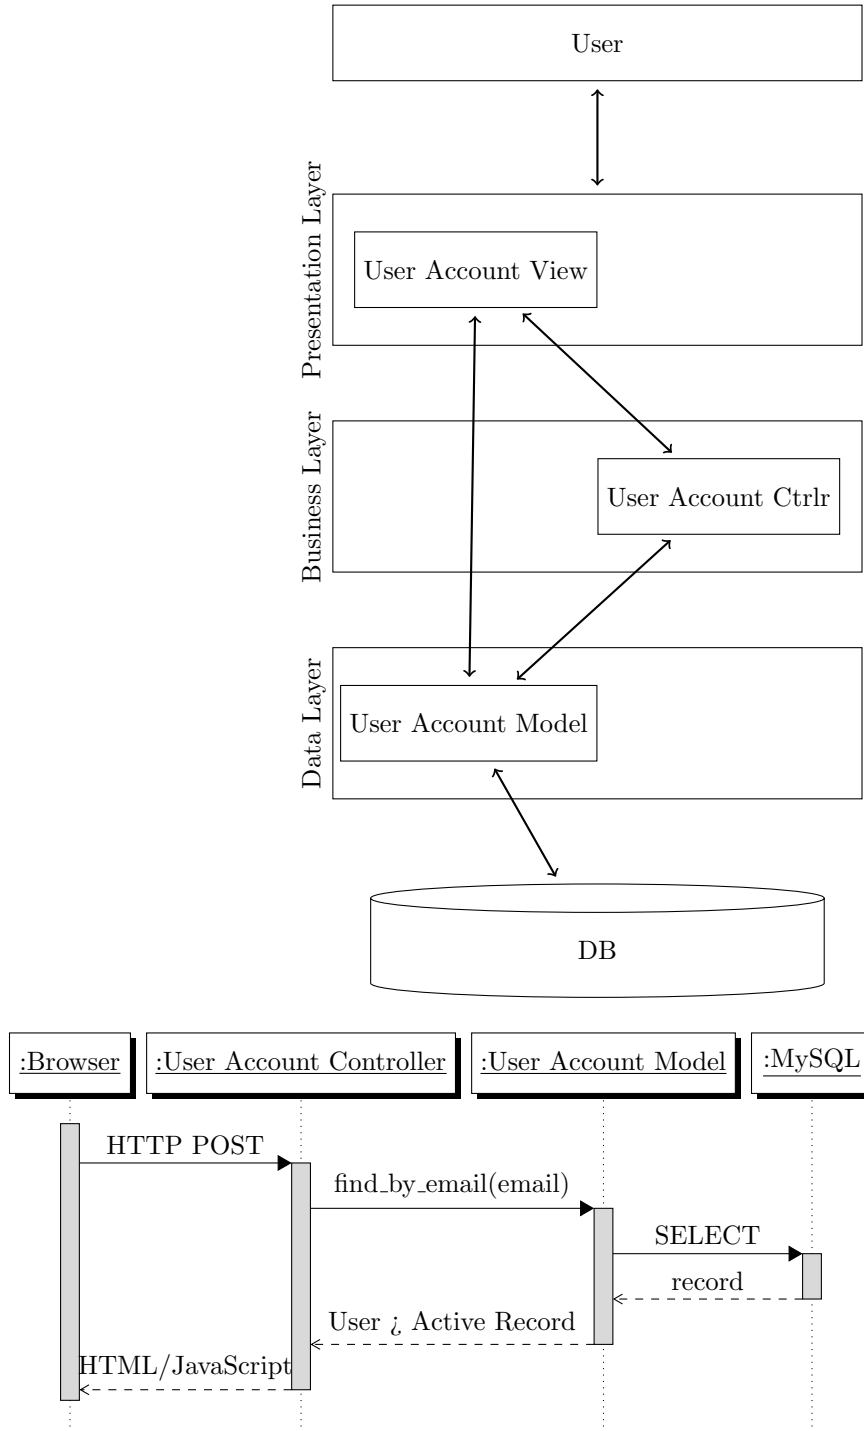 User
Presentation Layer
User Account View
Business Layer
User Account Ctrlr
Data Layer
User Account Model
DB
:Browser
:User Account Controller
:User Account Model
:MySQL
HTTP POST
find_by_email(email)
SELECT
record
User ¿ Active Record
HTML/JavaScript